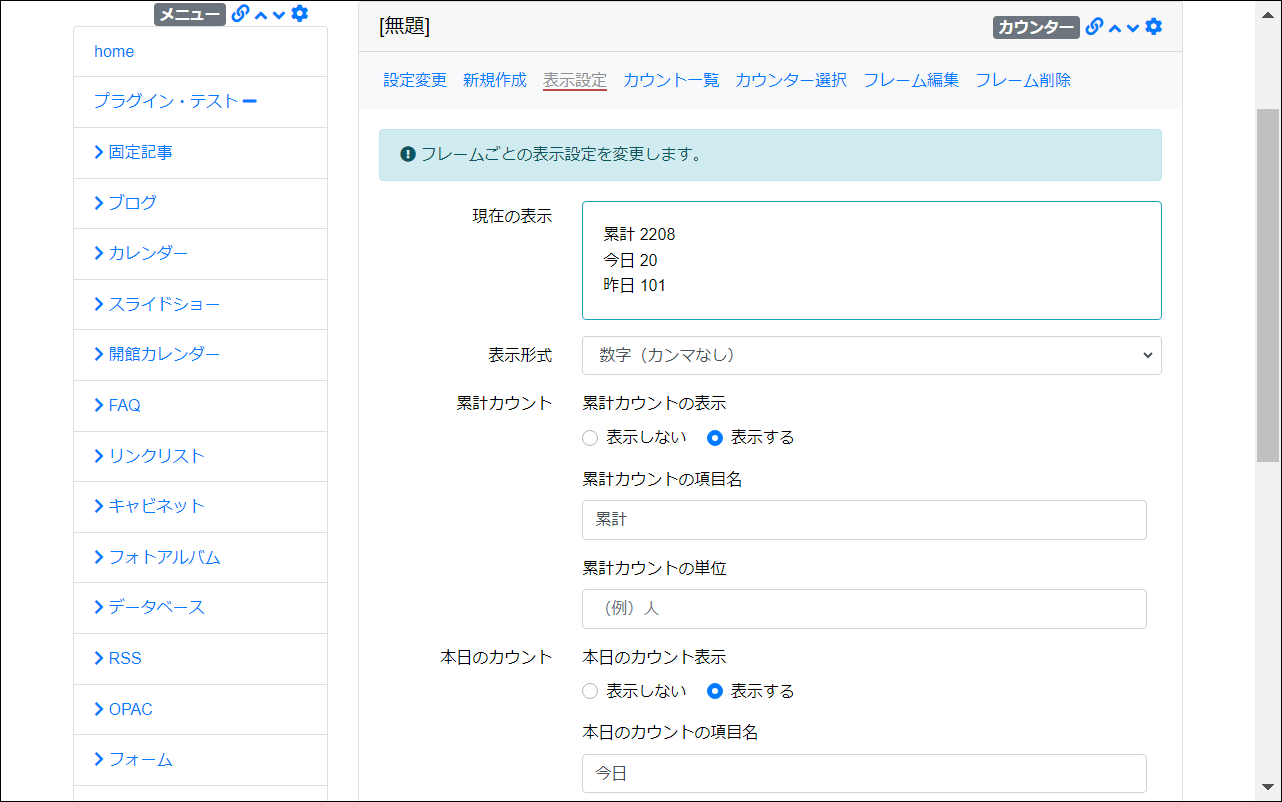 メニュー
home
プラグイン・テスト
固定記事
ブログ
カレンダー
スライドショー
開館カレンダー
FAQ
リンクリスト
キャビネット
フォトアルバム
データベース
RSS
OPAC
フォーム
[無題]
カウンター
設定変更 新規作成 表示設定 カウント一覧 カウンター選択 フレーム編集 フレーム削除
フレームごとの表示設定を変更します。
現在の表示
累計 2208
今日 20
昨日 101
表示形式
数字（カンマなし）
累計カウント
累計カウントの表示
表示しない 表示する
累計カウントの項目名
累計
累計カウントの単位
（例）人
本日のカウント
本日のカウント表示
表示しない 表示する
本日のカウントの項目名
今日